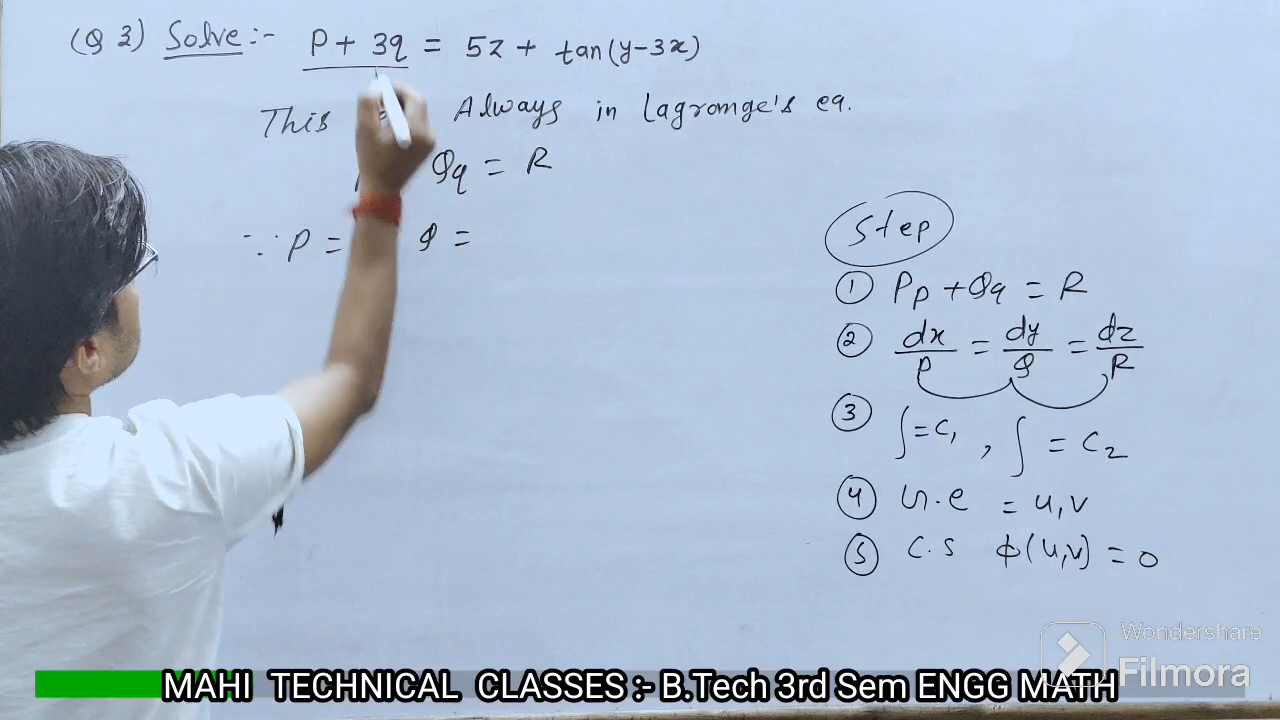 (Q 3) Solve :- p + 3q = 5z + tan(y-3x)
This Always in Lagromge's eq.
Qq = R
∵ P = Q =
Step
① Pp + Qq = R
② dx/P = dy/Q = dz/R
③ ∫ = c₁ , ∫ = c₂
④ G.e = u,v
⑤ C.S ϕ(u,v) = 0
Wondershare
Filmora
MAHI TECHNICAL CLASSES :- B.Tech 3rd Sem ENGG MATH